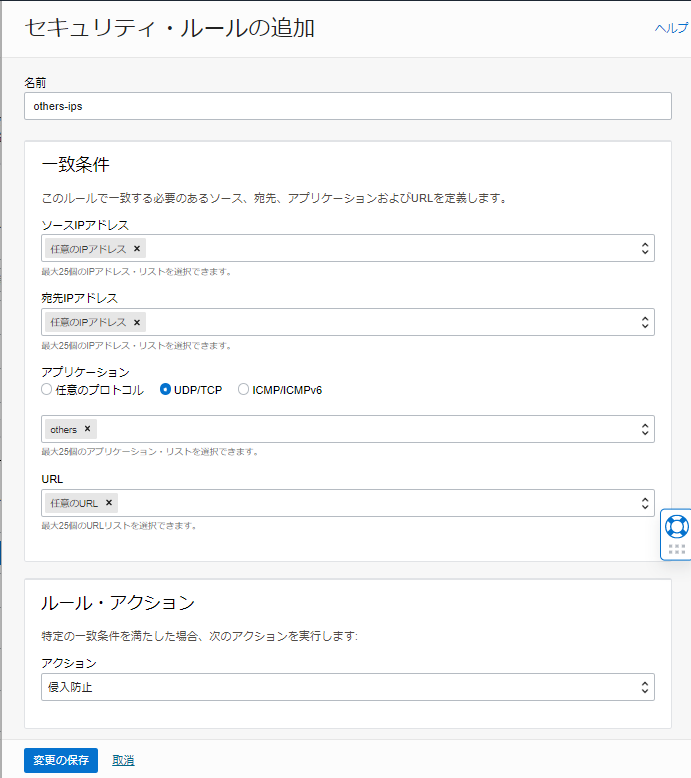 セキュリティ・ルールの追加
ヘルプ
名前
others-ips
一致条件
このルールで一致する必要のあるソース、宛先、アプリケーションおよびURLを定義します。
ソースIPアドレス
任意のIPアドレス ×
最大25個のIPアドレス・リストを選択できます。
宛先IPアドレス
任意のIPアドレス ×
最大25個のIPアドレス・リストを選択できます。
アプリケーション
任意のプロトコル UDP/TCP ICMP/ICMPv6
others ×
最大25個のアプリケーション・リストを選択できます。
URL
任意のURL ×
最大25個のURLリストを選択できます。
ルール・アクション
特定の一致条件を満たした場合、次のアクションを実行します:
アクション
侵入防止
変更の保存 取消